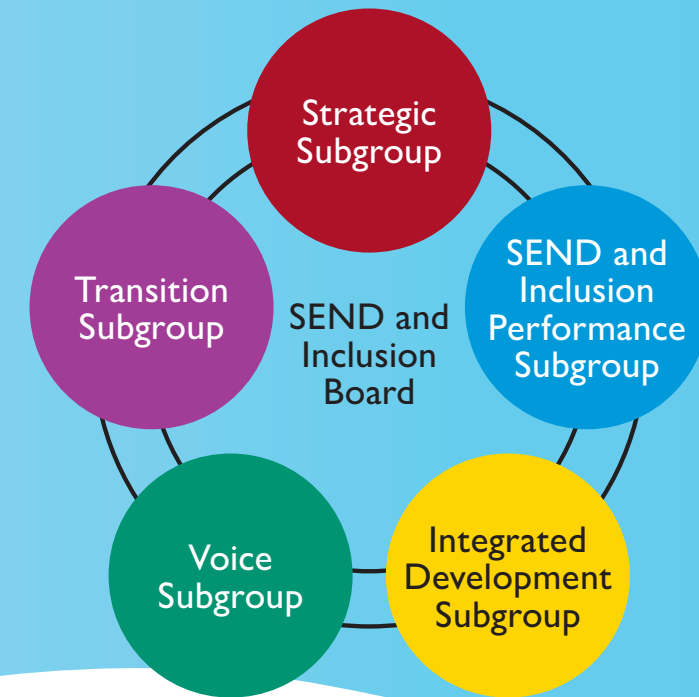 Strategic
Subgroup
SEND and
Inclusion
Performance
Subgroup
Transition
Subgroup
SEND and
Inclusion
Board
Integrated
Development
Subgroup
Voice
Subgroup